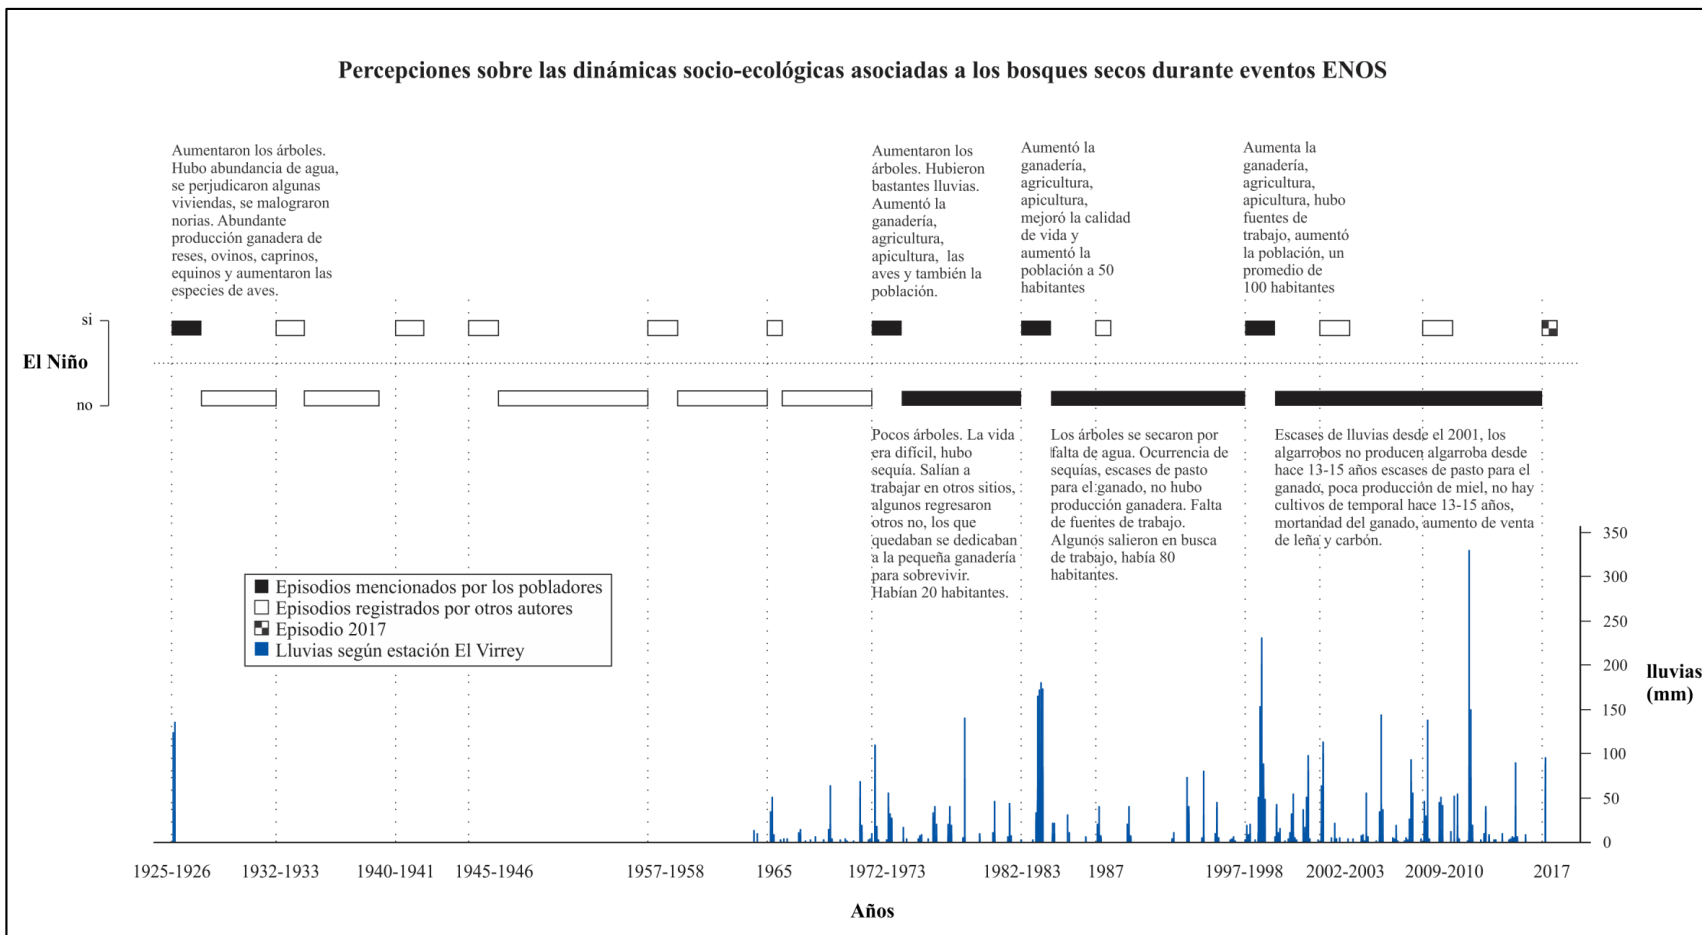 Percepciones sobre las dinámicas socio-ecológicas asociadas a los bosques secos durante eventos ENOS
Aumentaron los árboles.
Hubo abundancia de agua,
se perjudicaron algunas
viviendas, se malograron
norias. Abundante
producción ganadera de
reses, ovinos, caprinos,
equinos y aumentaron las
especies de aves.
Aumentaron los
árboles. Hubieron
bastantes lluvias.
Aumentó la
ganadería,
agricultura,
apicultura, las
aves y también la
población.
Aumentó la
ganadería,
agricultura,
apicultura,
mejoró la calidad
de vida y
aumentó la
población a 50
habitantes
Aumenta la
ganadería,
agricultura,
apicultura, hubo
fuentes de
trabajo, aumentó
la población, un
promedio de
100 habitantes
si
El Niño
no
Pocos árboles. La vida
era difícil, hubo
sequía. Salían a
trabajar en otros sitios,
algunos regresaron
otros no, los que
quedaban se dedicaban
a la pequeña ganadería
para sobrevivir.
Habían 20 habitantes.
Los árboles se secaron por
falta de agua. Ocurrencia de
sequías, escases de pasto
para el ganado, no hubo
producción ganadera. Falta
de fuentes de trabajo.
Algunos salieron en busca
de trabajo, había 80
habitantes.
Escases de lluvias desde el 2001, los
algarrobos no producen algarroba desde
hace 13-15 años escases de pasto para el
ganado, poca producción de miel, no hay
cultivos de temporal hace 13-15 años,
mortandad del ganado, aumento de venta
de leña y carbón.
Episodios mencionados por los pobladores
Episodios registrados por otros autores
Episodio 2017
Lluvias según estación El Virrey
350
300
250
200
150
100
50
0
lluvias
(mm)
1925-1926
1932-1933
1940-1941
1945-1946
1957-1958
1965
1972-1973
1982-1983
1987
1997-1998
2002-2003
2009-2010
2017
Años